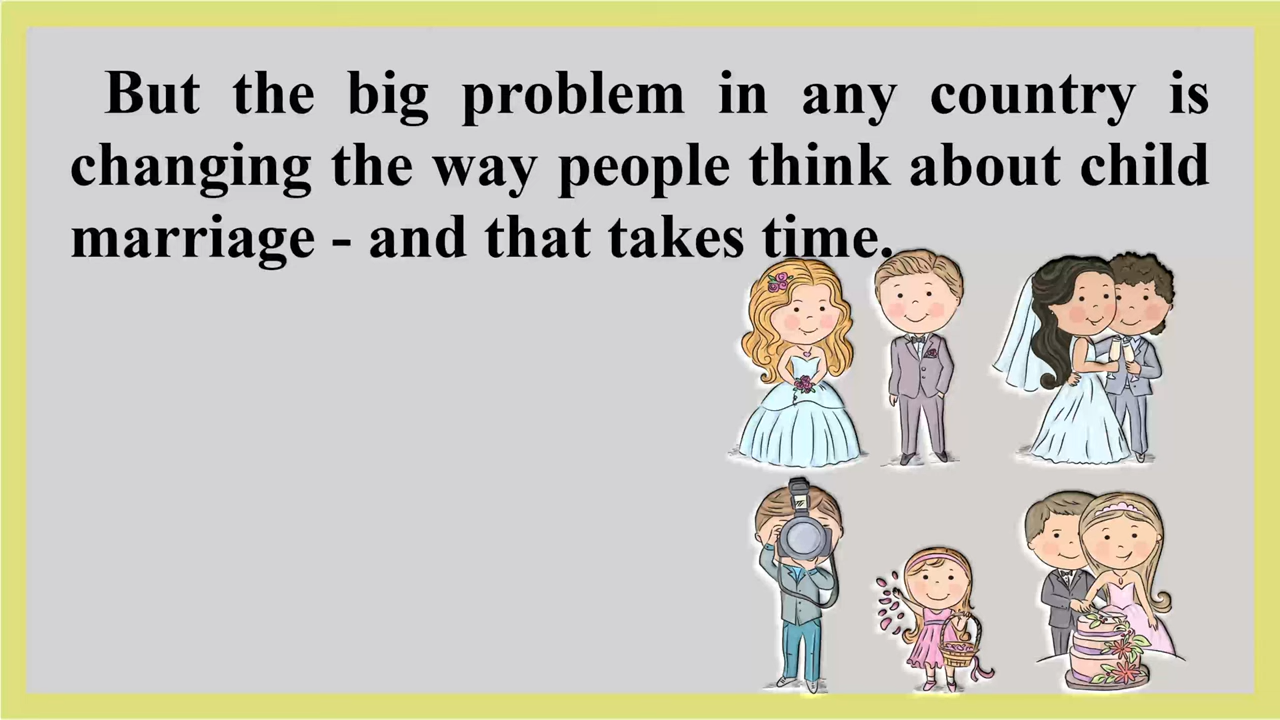 But the big problem in any country is
changing the way people think about child
marriage - and that takes time.